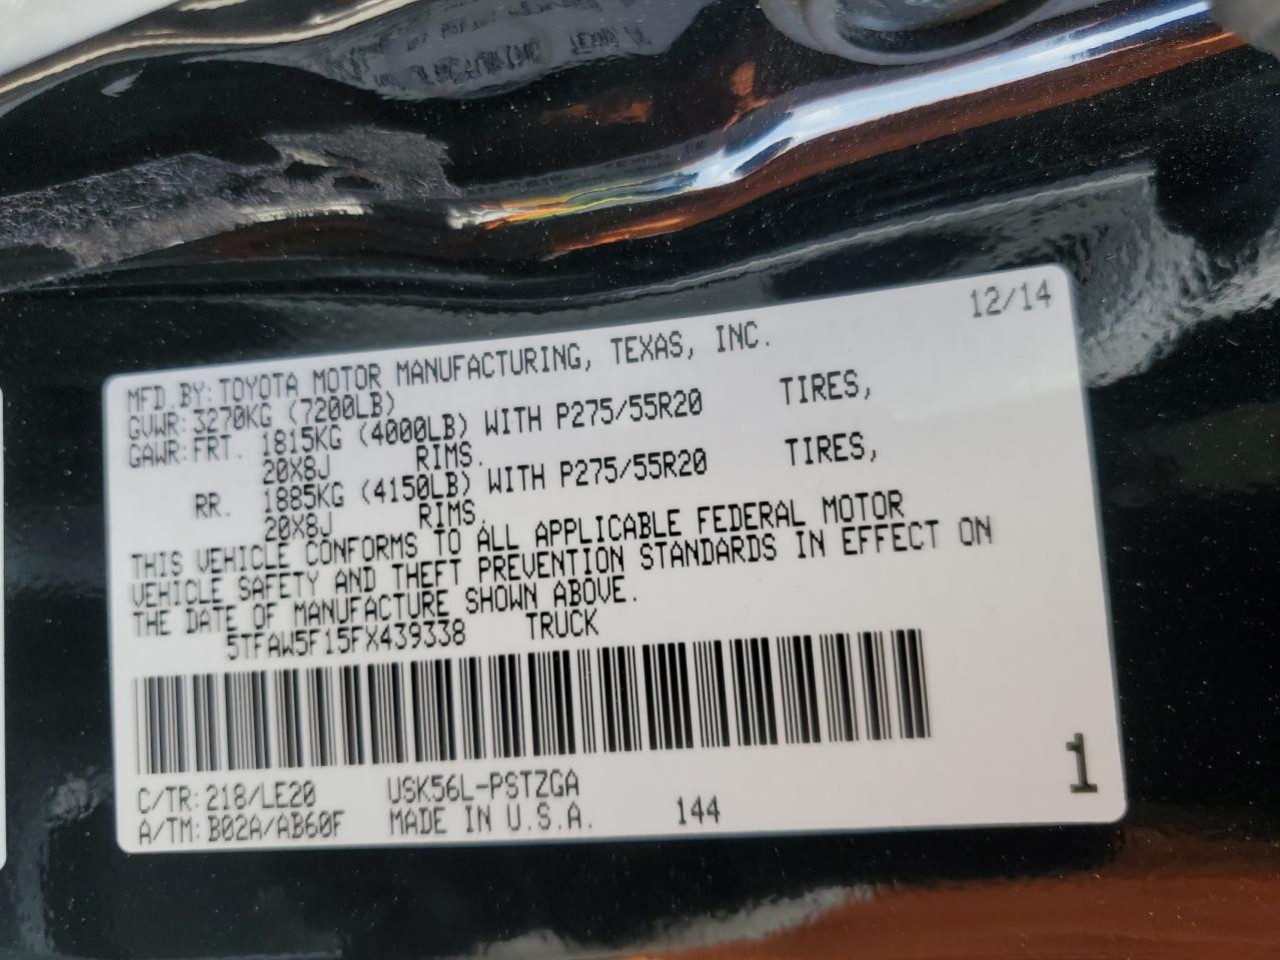 12/14
MFD.BY:TOYOTA MOTOR MANUFACTURING, TEXAS, INC.
GVWR:3270KG (7200LB)
GAWR:FRT. 1815KG (4000LB) WITH P275/55R20 TIRES,
20X8J RIMS.
RR. 1885KG (4150LB) WITH P275/55R20 TIRES,
20X8J RIMS.
THIS VEHICLE CONFORMS TO ALL APPLICABLE FEDERAL MOTOR
VEHICLE SAFETY AND THEFT PREVENTION STANDARDS IN EFFECT ON
THE DATE OF MANUFACTURE SHOWN ABOVE.
5TFAW5F15FX439338 TRUCK
C/TR:218/LE20 USK56L-PSTZGA
A/TM:B02A/AB60F MADE IN U.S.A. 144
1